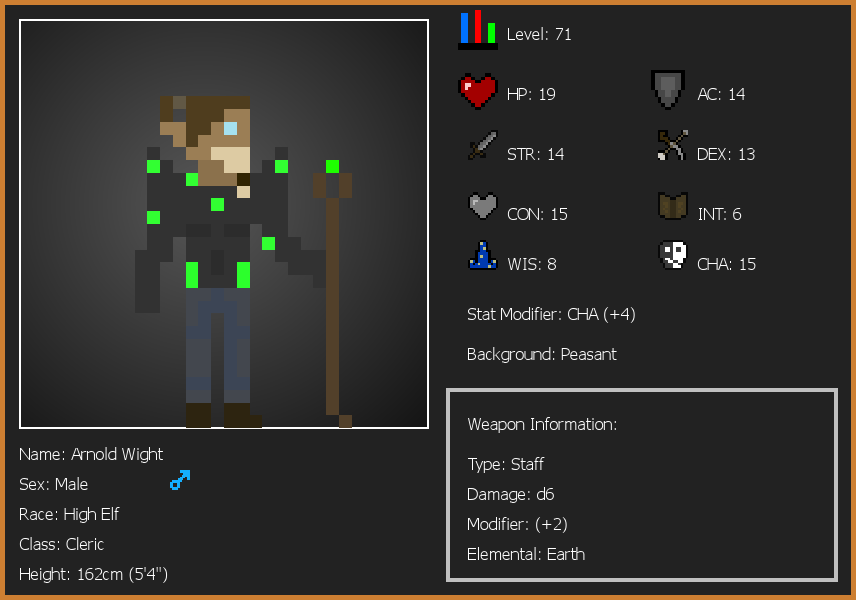 Level: 71
HP: 19
AC: 14
STR: 14
DEX: 13
CON: 15
INT: 6
WIS: 8
CHA: 15
Stat Modifier: CHA (+4)
Background: Peasant
Weapon Information:
Type: Staff
Damage: d6
Modifier: (+2)
Elemental: Earth
Name: Arnold Wight
Sex: Male
Race: High Elf
Class: Cleric
Height: 162cm (5'4")